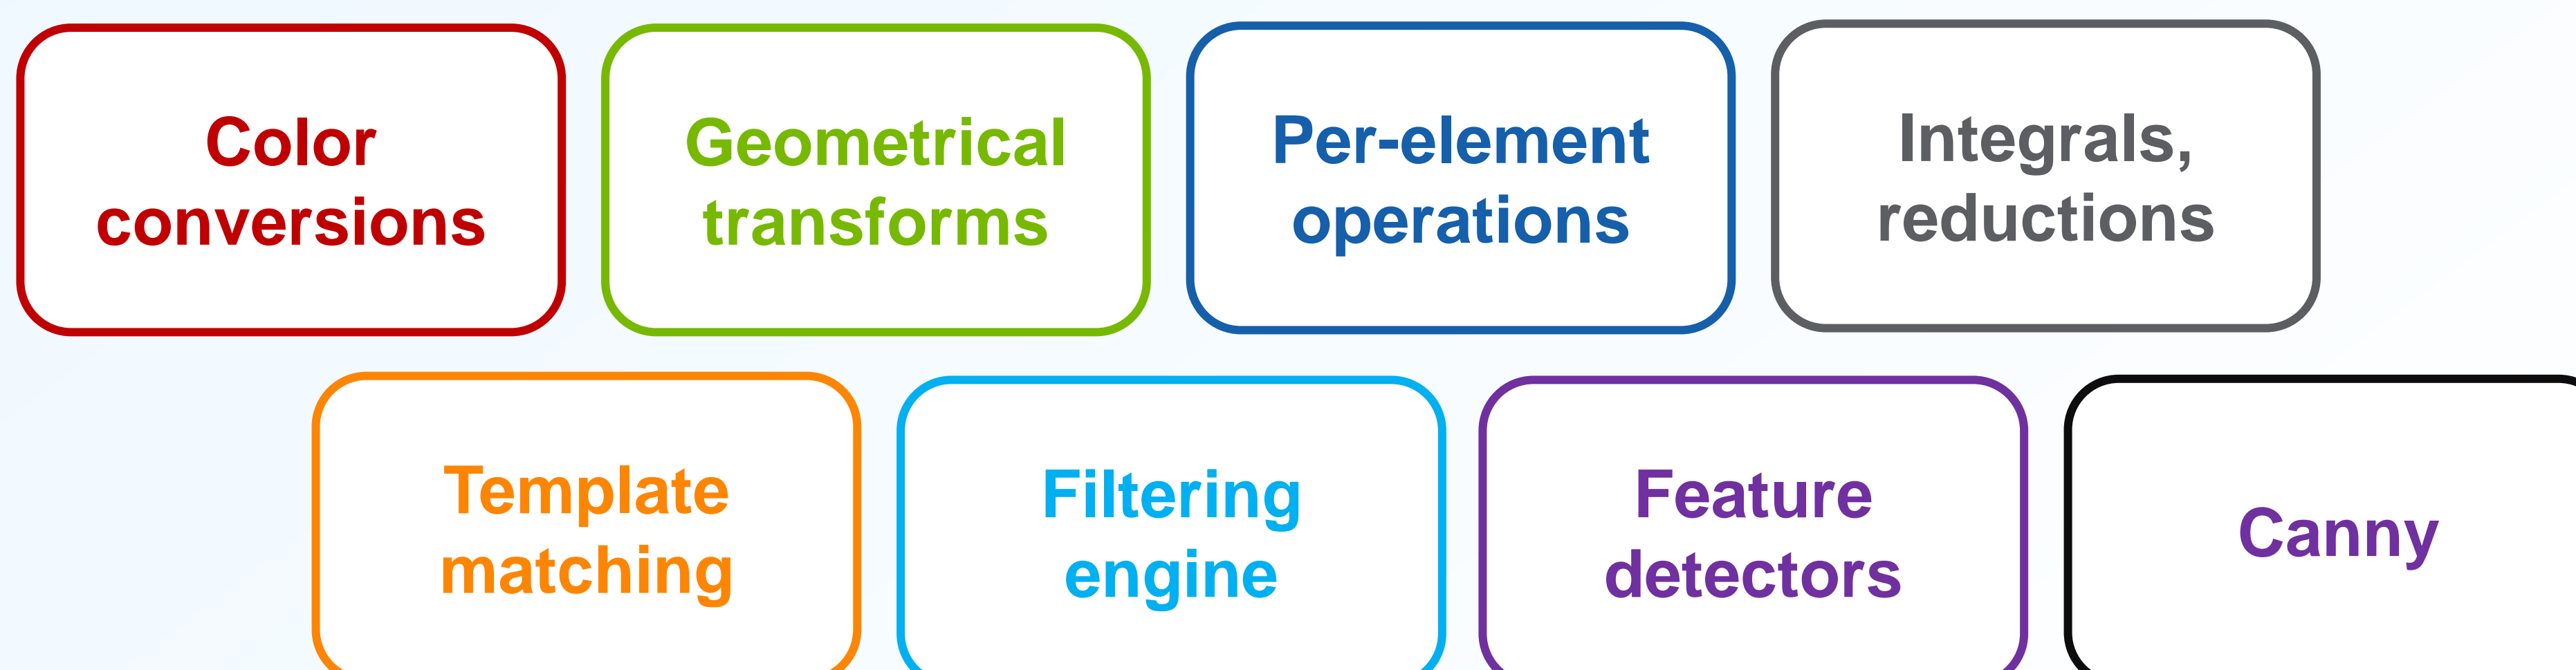 Color
conversions
Geometrical
transforms
Per-element
operations
Integrals,
reductions
Template
matching
Filtering
engine
Feature
detectors
Canny